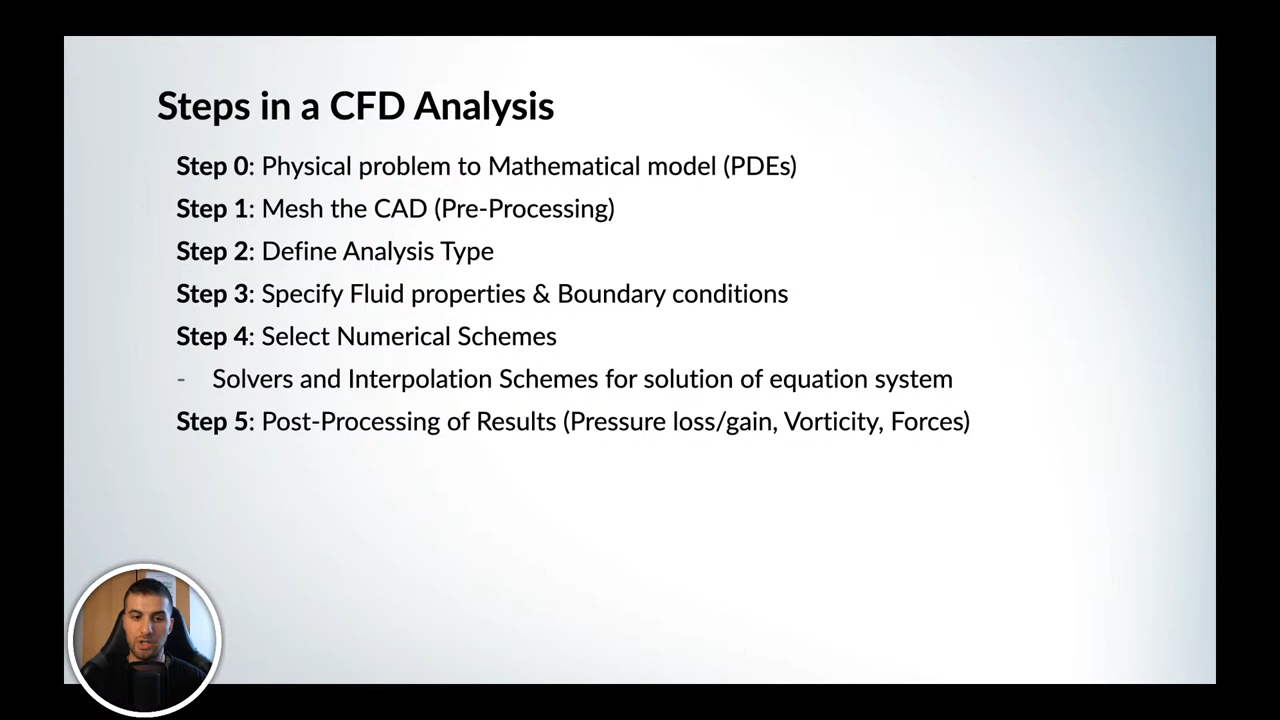 Steps in a CFD Analysis
Step 0: Physical problem to Mathematical model (PDEs)
Step 1: Mesh the CAD (Pre-Processing)
Step 2: Define Analysis Type
Step 3: Specify Fluid properties & Boundary conditions
Step 4: Select Numerical Schemes
- Solvers and Interpolation Schemes for solution of equation system
Step 5: Post-Processing of Results (Pressure loss/gain, Vorticity, Forces)